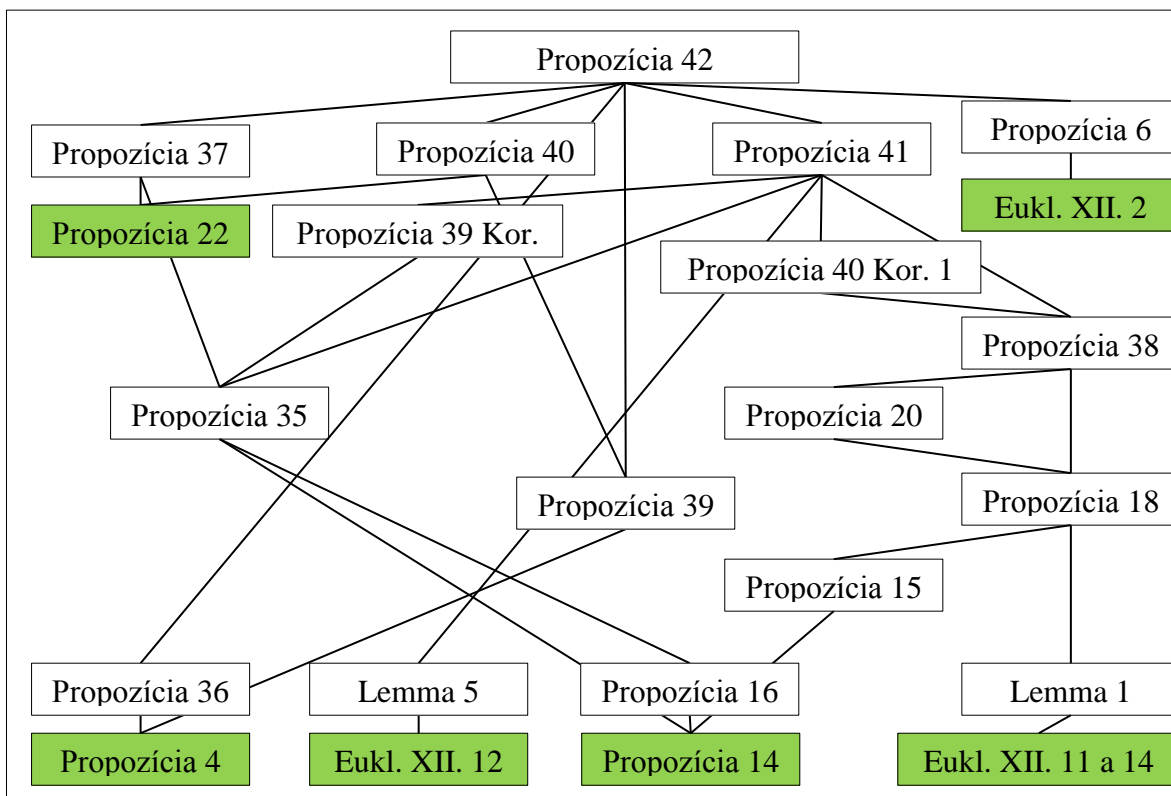 Propozícia 42
Propozícia 37
Propozícia 40
Propozícia 41
Propozícia 6
Propozícia 22
Propozícia 39 Kor.
Eukl. XII. 2
Propozícia 40 Kor. 1
Propozícia 38
Propozícia 35
Propozícia 20
Propozícia 39
Propozícia 18
Propozícia 15
Propozícia 36
Lemma 5
Propozícia 16
Lemma 1
Propozícia 4
Eukl. XII. 12
Propozícia 14
Eukl. XII. 11 a 14